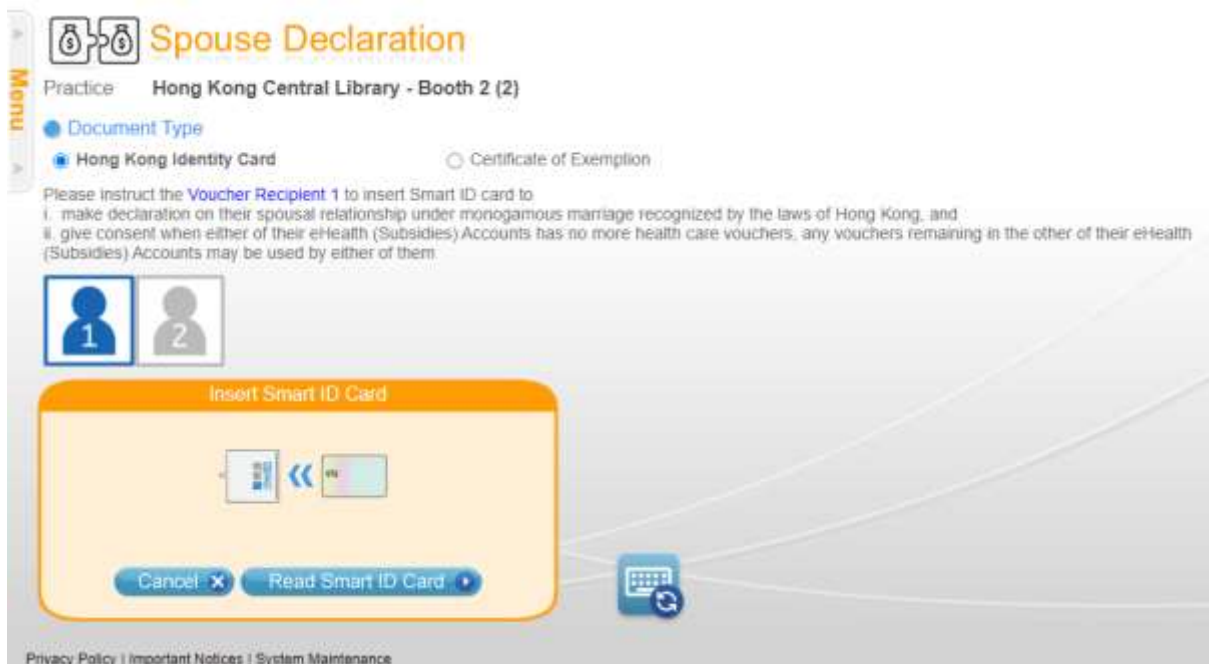 Spouse Declaration
Menu
Practice Hong Kong Central Library - Booth 2 (2)
Document Type
Hong Kong Identity Card Certificate of Exemption
Please instruct the Voucher Recipient 1 to insert Smart ID card to
i. make declaration on their spousal relationship under monogamous marriage recognized by the laws of Hong Kong, and
ii. give consent when either of their eHealth (Subsidies) Accounts has no more health care vouchers, any vouchers remaining in the other of their eHealth
(Subsidies) Accounts may be used by either of them
1 2
Insert Smart ID Card
Cancel Read Smart ID Card
Privacy Policy | Important Notices | System Maintenance